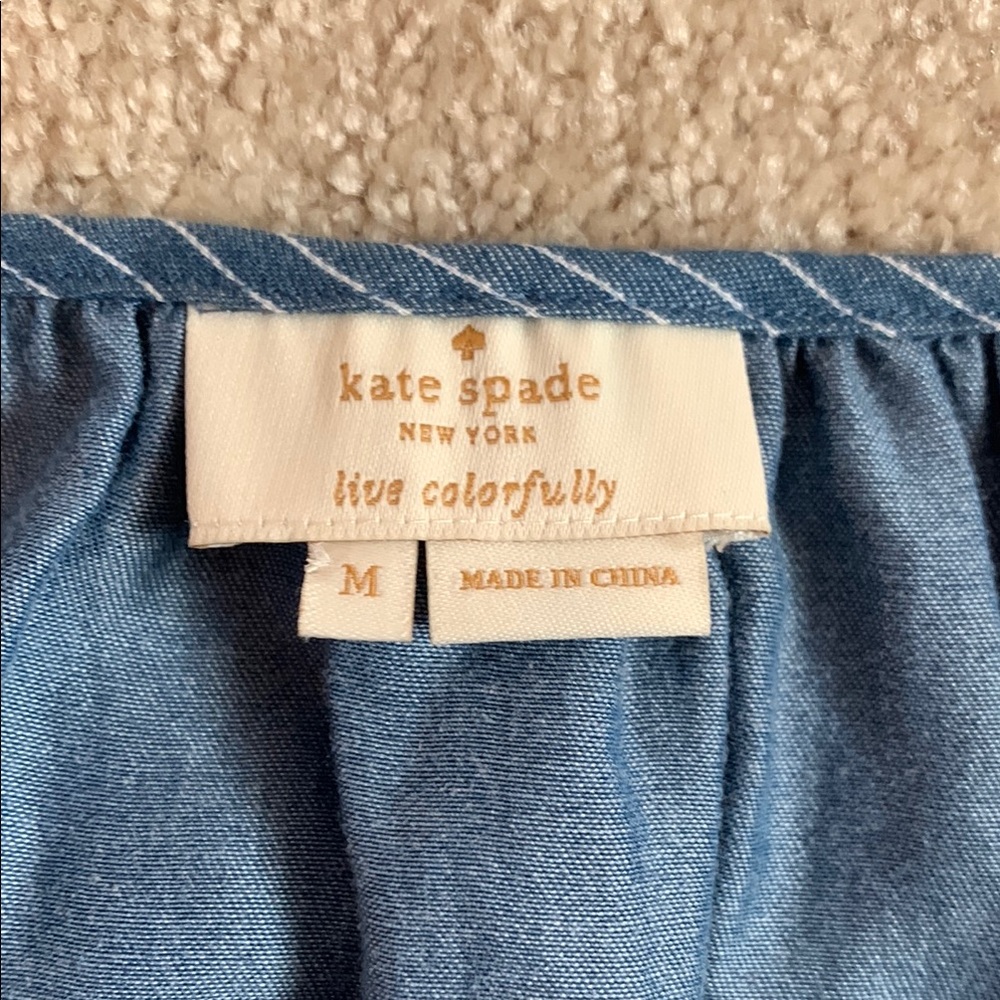 kate spade
NEW YORK
live colorfully
M
MADE IN CHINA